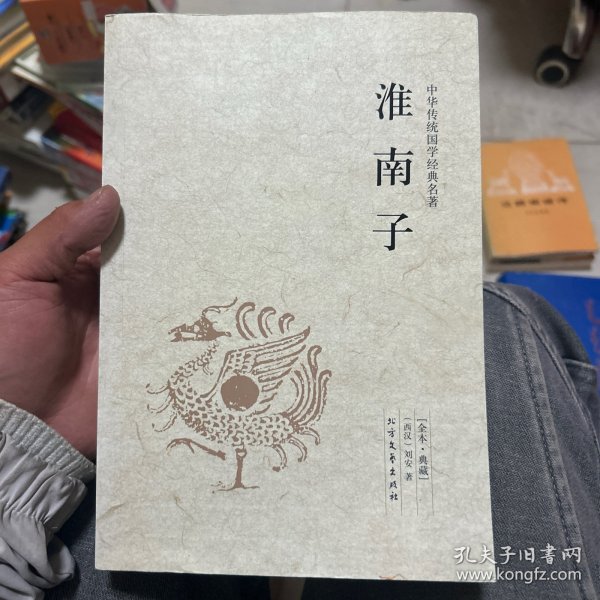 中华传统国学经典名著
淮南子
[全本·典藏]
(西汉)刘安 著
北方文艺出版社
孔夫子旧书网
www.kongfz.com